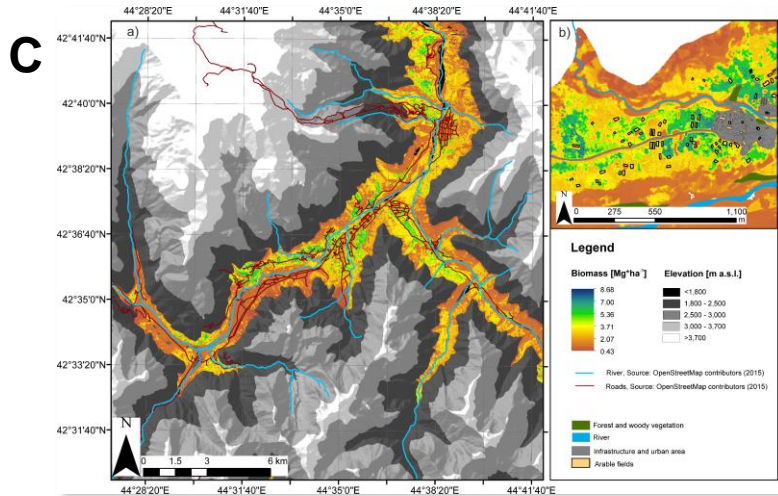 C
44°28'20"E 44°31'40"E 44°35'0"E 44°38'20"E 44°41'40"E
a)
b)
42°41'40"N
42°40'0"N
42°38'20"N
42°36'40"N
42°35'0"N
42°33'20"N
42°31'40"N
N
0 1.5 3 6 km
44°28'20"E 44°31'40"E 44°35'0"E 44°38'20"E 44°41'40"E
N
0 275 550 1,100
m
Legend
Biomass [Mg*ha⁻¹]
8.68
7.00
5.36
3.71
2.07
0.43
Elevation [m a.s.l.]
<1,800
1,800 - 2,500
2,500 - 3,000
3,000 - 3,700
>3,700
River, Source: OpenStreetMap contributors (2015)
Roads, Source: OpenStreetMap contributors (2015)
Forest and woody vegetation
River
Infrastructure and urban area
Arable fields